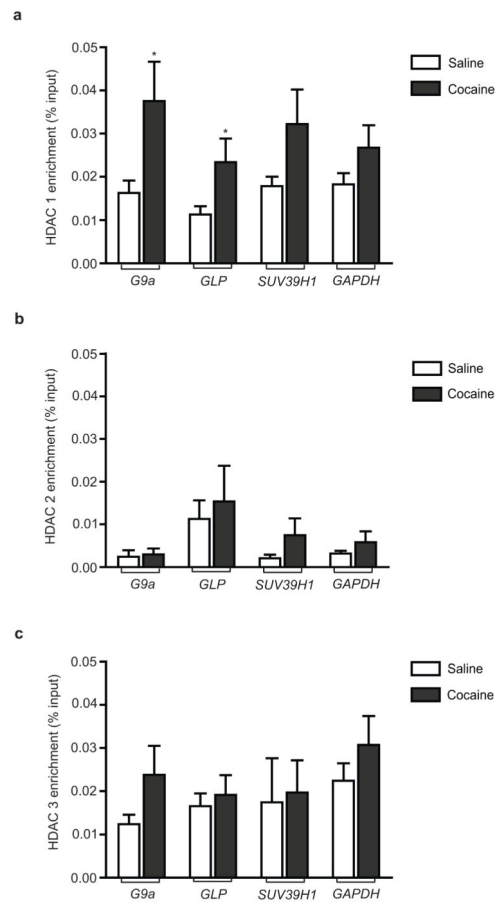 a
HDAC 1 enrichment (% input)
0.05
0.04
0.03
0.02
0.01
0.00
*
*
Saline
Cocaine
G9a GLP SUV39H1 GAPDH
b
HDAC 2 enrichment (% input)
0.05
0.04
0.03
0.02
0.01
0.00
Saline
Cocaine
G9a GLP SUV39H1 GAPDH
c
HDAC 3 enrichment (% input)
0.05
0.04
0.03
0.02
0.01
0.00
Saline
Cocaine
G9a GLP SUV39H1 GAPDH